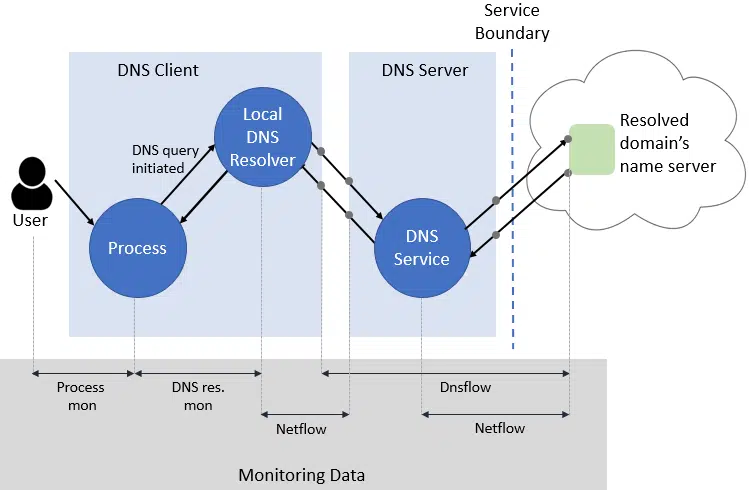 Service
Boundary
DNS Client
DNS Server
Local
DNS
Resolver
Resolved
domain's
name server
DNS query
initiated
User
Process
DNS
Service
Process
mon
DNS res.
mon
Dnsflow
Netflow
Netflow
Monitoring Data